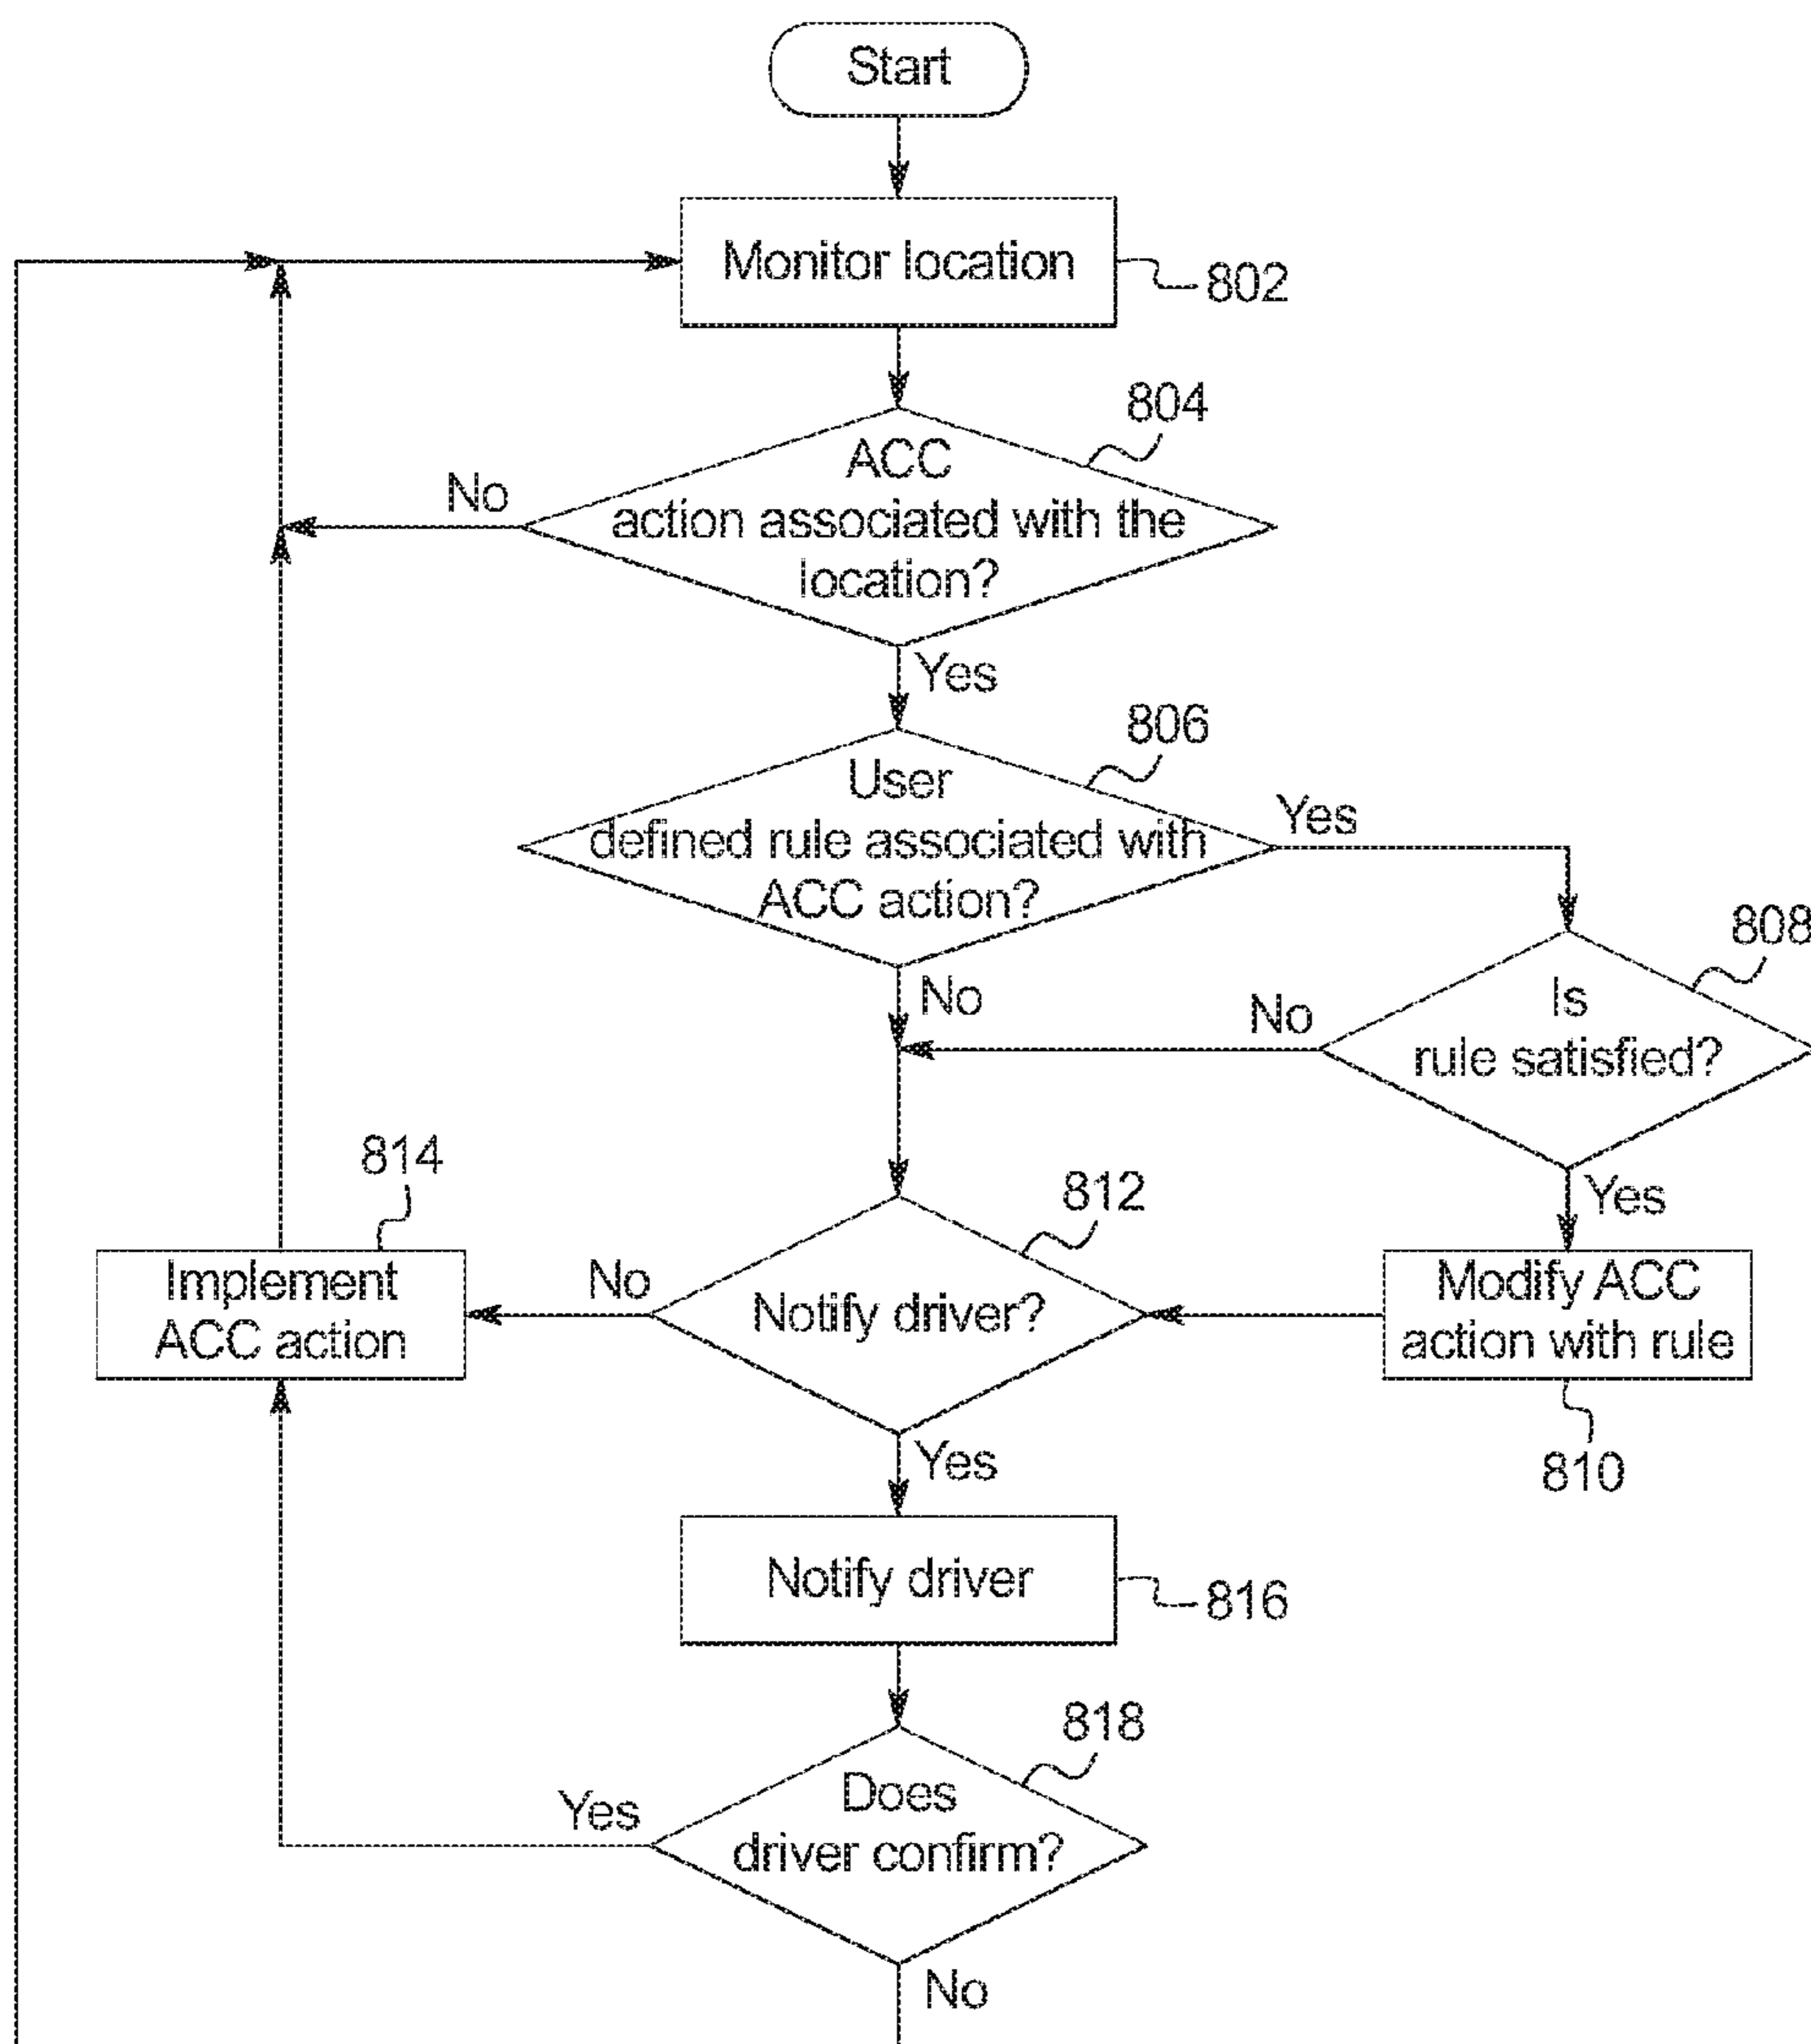 Start
Monitor location
802
804
ACC
action associated with the
location?
No
Yes
806
User
defined rule associated with
ACC action?
Yes
No
808
Is
rule satisfied?
No
Yes
814
Implement
ACC action
812
Notify driver?
No
Yes
Modify ACC
action with rule
810
Notify driver
816
818
Does
driver confirm?
Yes
No